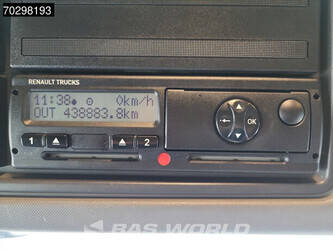 70298193
RENAULT TRUCKS
11:38 0km/h
OUT 438883.8km
1 2
OK
BAS WORLD